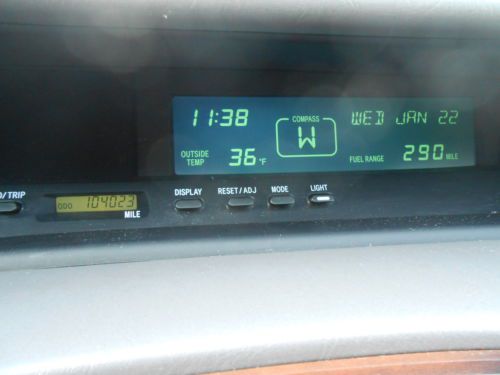 11:38 COMPASS WED JAN 22
W
OUTSIDE TEMP 36 °F FUEL RANGE 290 MILE
/TRIP ODO 104023 DISPLAY RESET/ADJ MODE LIGHT
MILE